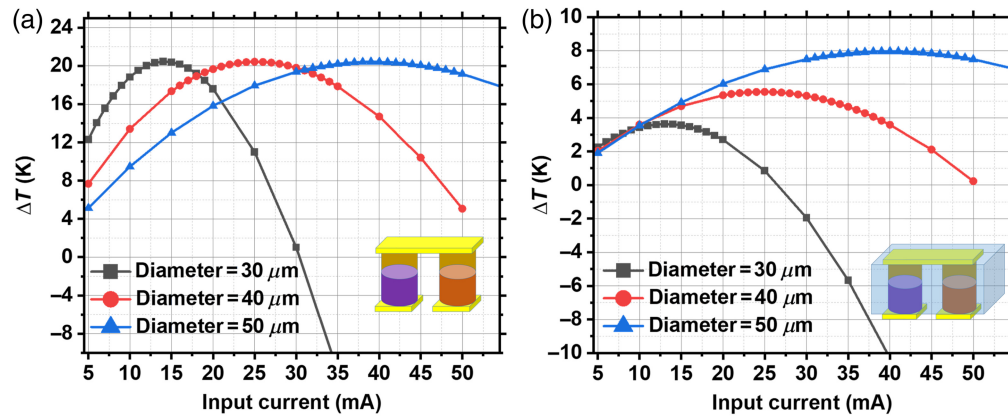 (a)
24
20
16
12
8
4
0
−4
−8
ΔT (K)
Diameter = 30 μm
Diameter = 40 μm
Diameter = 50 μm
5 10 15 20 25 30 35 40 45 50
Input current (mA)
(b)
10
8
6
4
2
0
−2
−4
−6
−8
−10
ΔT (K)
Diameter = 30 μm
Diameter = 40 μm
Diameter = 50 μm
5 10 15 20 25 30 35 40 45 50
Input current (mA)